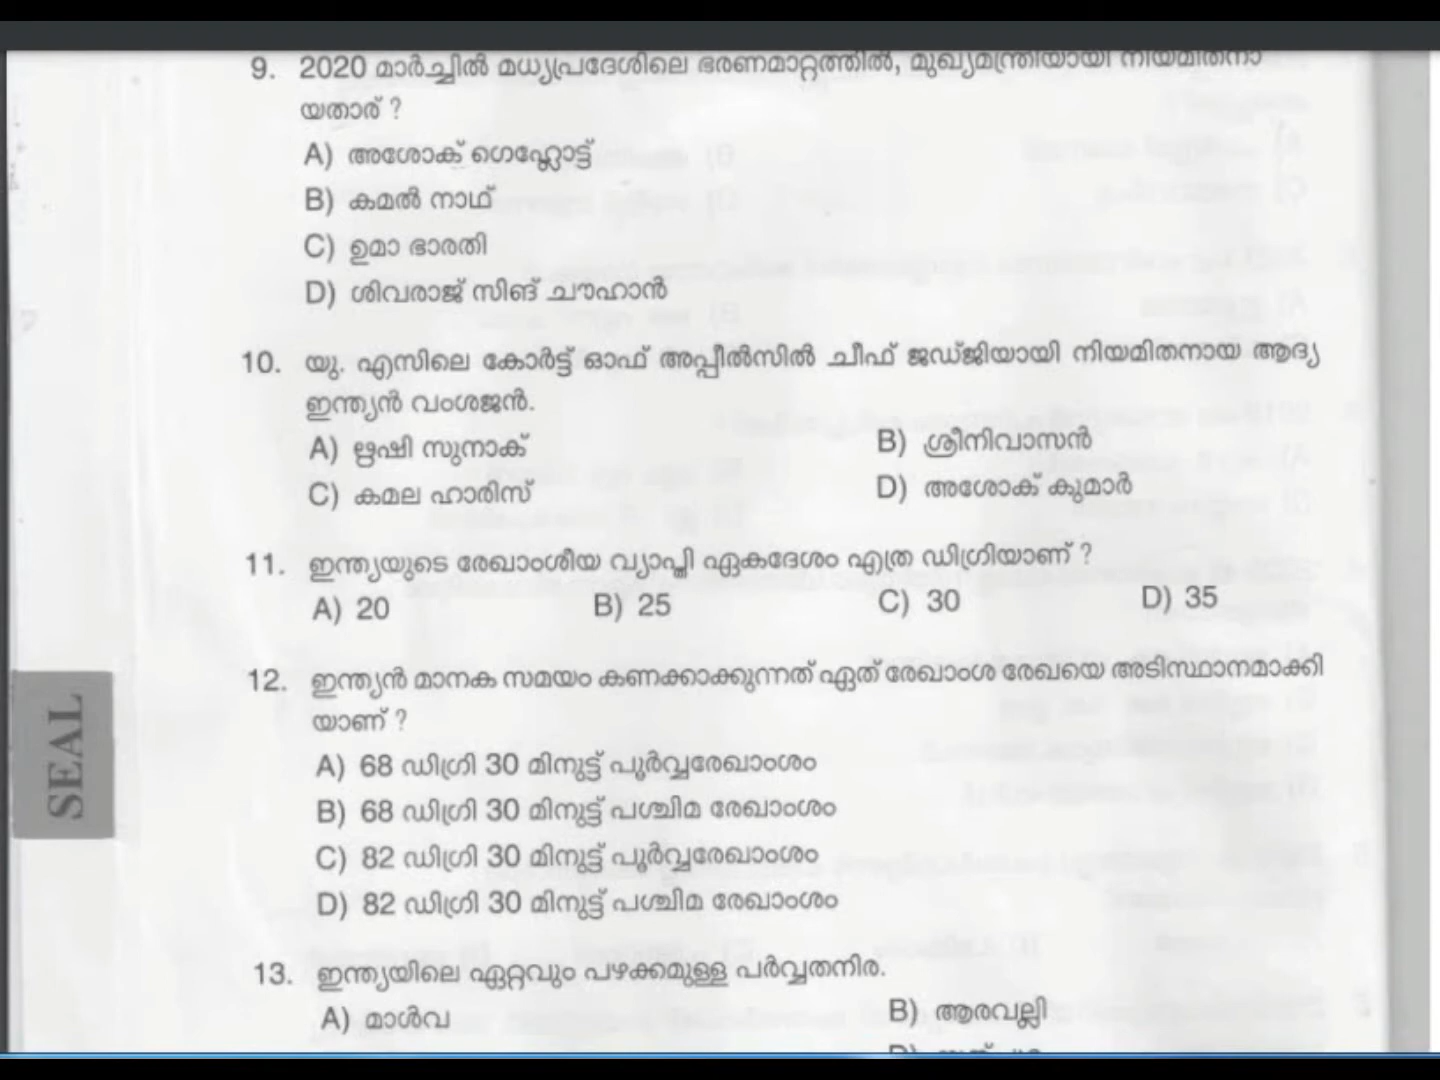 9. 2020 മാർച്ചിൽ മധ്യപ്രദേശിലെ ഭരണമാറ്റത്തിൽ, മുഖ്യമന്ത്രിയായി നിയമിതനാ
യതാര് ?
A) അശോക് ഗെഹ്ലോട്ട്
B) കമൽ നാഥ്
C) ഉമാ ഭാരതി
D) ശിവരാജ് സിങ് ചൗഹാൻ
10. യു. എസിലെ കോർട്ട് ഓഫ് അപ്പീൽസിൽ ചീഫ് ജഡ്ജിയായി നിയമിതനായ ആദ്യ
ഇന്ത്യൻ വംശജൻ.
A) ഋഷി സുനാക് B) ശ്രീനിവാസൻ
C) കമല ഹാരിസ് D) അശോക് കുമാർ
11. ഇന്ത്യയുടെ രേഖാംശീയ വ്യാപ്തി ഏകദേശം എത്ര ഡിഗ്രിയാണ് ?
A) 20 B) 25 C) 30 D) 35
12. ഇന്ത്യൻ മാനക സമയം കണക്കാക്കുന്നത് ഏത് രേഖാംശ രേഖയെ അടിസ്ഥാനമാക്കി
യാണ് ?
A) 68 ഡിഗ്രി 30 മിനുട്ട് പൂർവ്വരേഖാംശം
B) 68 ഡിഗ്രി 30 മിനുട്ട് പശ്ചിമ രേഖാംശം
C) 82 ഡിഗ്രി 30 മിനുട്ട് പൂർവ്വരേഖാംശം
D) 82 ഡിഗ്രി 30 മിനുട്ട് പശ്ചിമ രേഖാംശം
SEAL
13. ഇന്ത്യയിലെ ഏറ്റവും പഴക്കമുള്ള പർവ്വതനിര.
A) മാൾവ B) ആരവല്ലി